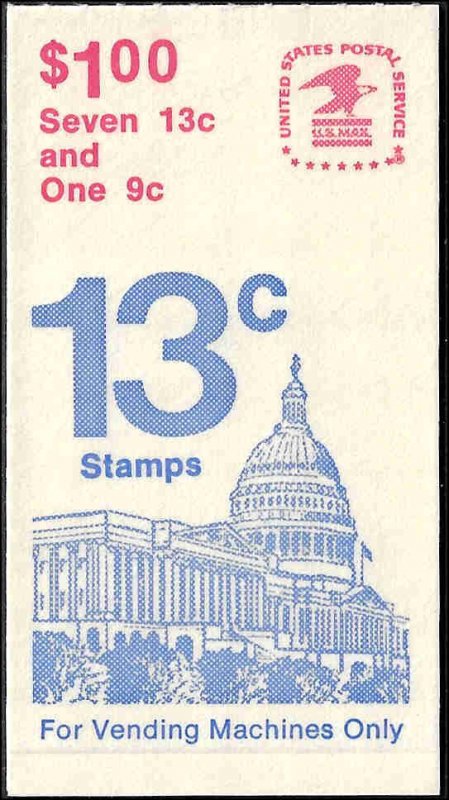 $1.00
Seven 13c
and
One 9c
UNITED STATES POSTAL SERVICE
U.S.MAIL
®
13c
Stamps
For Vending Machines Only